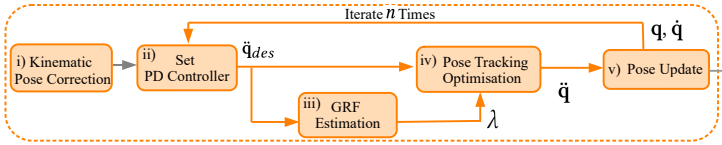 Iterate n Times
q, q̇
i) Kinematic
Pose Correction
ii) Set
PD Controller
q̈des
iii) GRF
Estimation
λ
iv) Pose Tracking
Optimisation
q̈
v) Pose Update